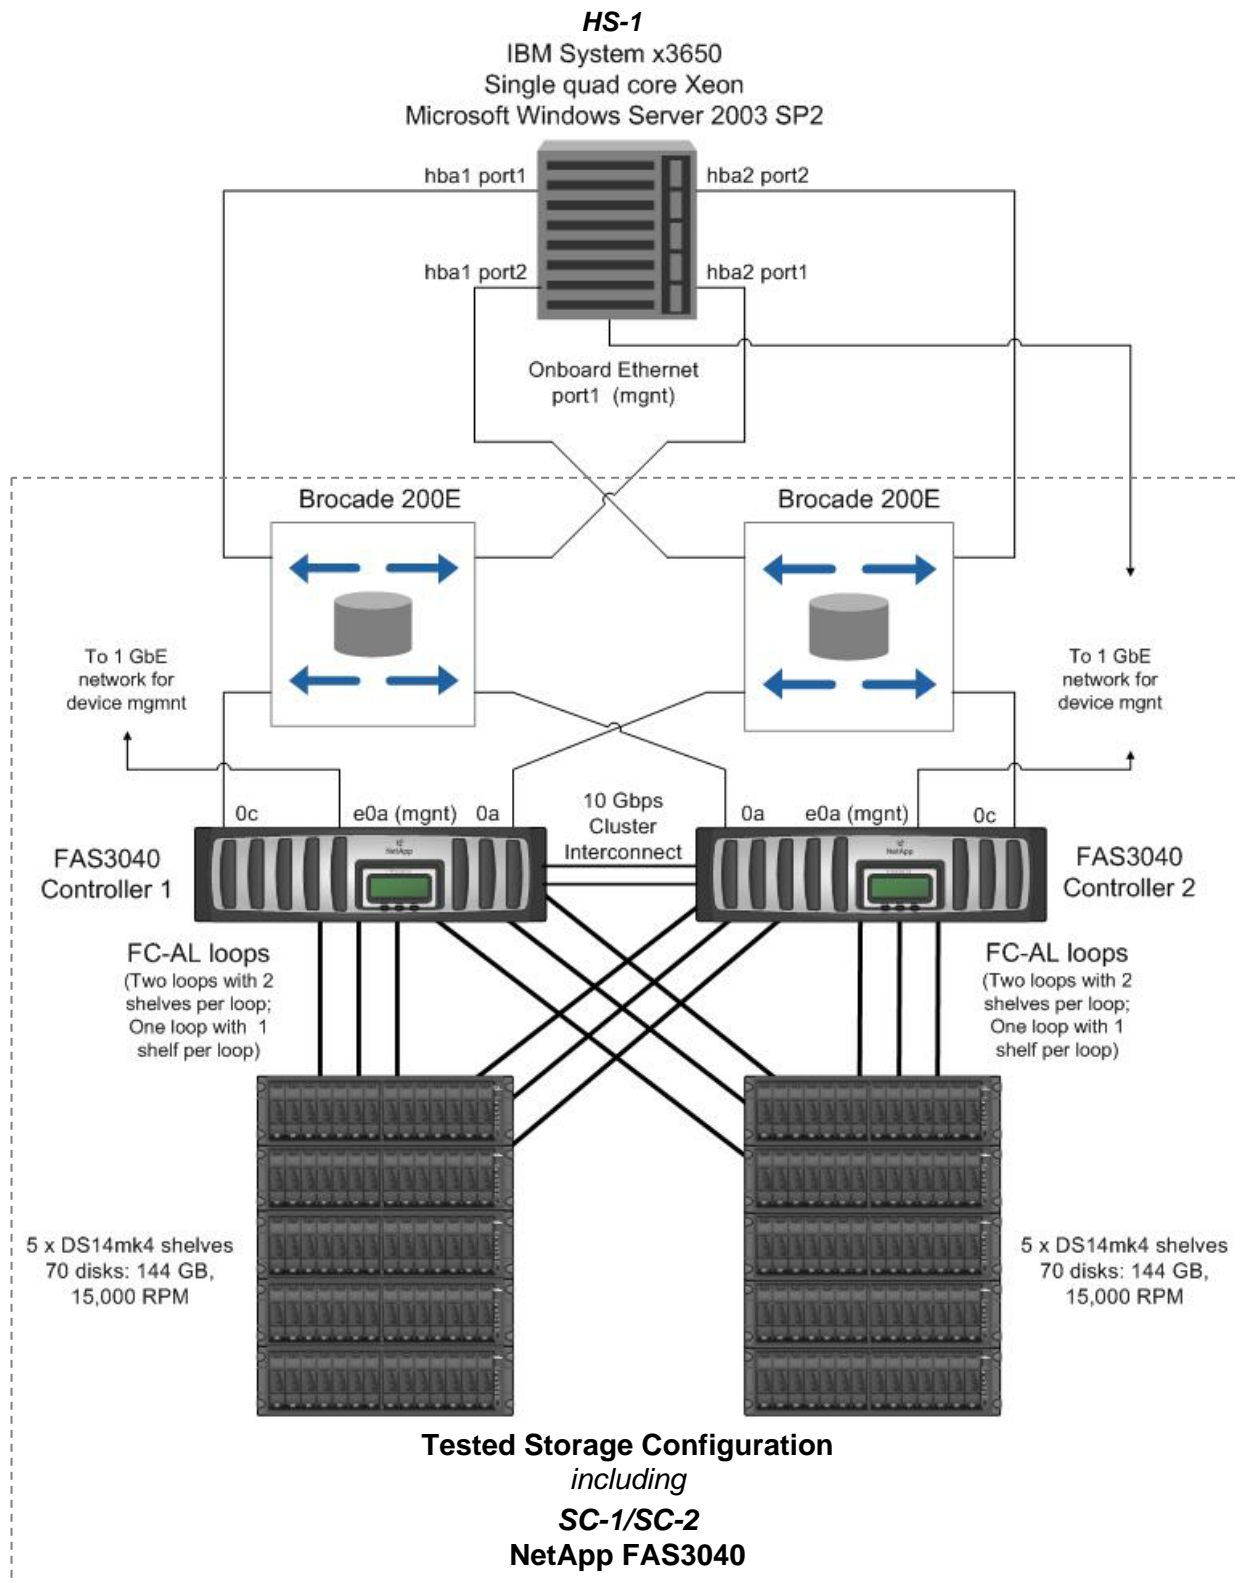 HS-1
IBM System x3650
Single quad core Xeon
Microsoft Windows Server 2003 SP2
hba1 port1
hba2 port2
hba1 port2
hba2 port1
Onboard Ethernet
port1 (mgnt)
Brocade 200E
Brocade 200E
To 1 GbE
network for
device mgmnt
To 1 GbE
network for
device mgnt
0c
e0a (mgnt)
0a
10 Gbps
Cluster
Interconnect
0a
e0a (mgnt)
0c
NetApp
NetApp
FAS3040
Controller 1
FAS3040
Controller 2
FC-AL loops
(Two loops with 2
shelves per loop;
One loop with 1
shelf per loop)
FC-AL loops
(Two loops with 2
shelves per loop;
One loop with 1
shelf per loop)
5 x DS14mk4 shelves
70 disks: 144 GB,
15,000 RPM
5 x DS14mk4 shelves
70 disks: 144 GB,
15,000 RPM
Tested Storage Configuration
including
SC-1/SC-2
NetApp FAS3040